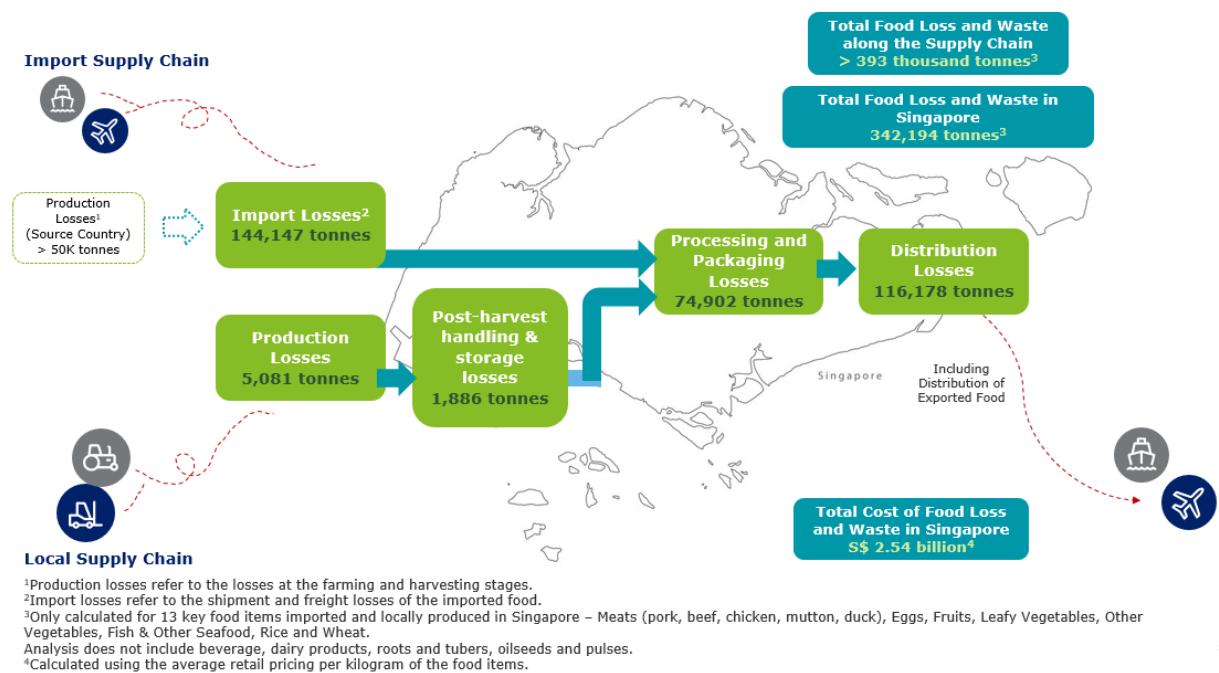 Import Supply Chain
Total Food Loss and Waste
along the Supply Chain
> 393 thousand tonnes³
Total Food Loss and Waste in
Singapore
342,194 tonnes³
Production
Losses¹
(Source Country)
> 50K tonnes
Import Losses²
144,147 tonnes
Processing and
Packaging
Losses
74,902 tonnes
Distribution
Losses
116,178 tonnes
Production
Losses
5,081 tonnes
Post-harvest
handling &
storage
losses
1,886 tonnes
Singapore
Including
Distribution of
Exported Food
Total Cost of Food Loss
and Waste in Singapore
S$ 2.54 billion⁴
Local Supply Chain
¹Production losses refer to the losses at the farming and harvesting stages.
²Import losses refer to the shipment and freight losses of the imported food.
³Only calculated for 13 key food items imported and locally produced in Singapore – Meats (pork, beef, chicken, mutton, duck), Eggs, Fruits, Leafy Vegetables, Other
Vegetables, Fish & Other Seafood, Rice and Wheat.
Analysis does not include beverage, dairy products, roots and tubers, oilseeds and pulses.
⁴Calculated using the average retail pricing per kilogram of the food items.